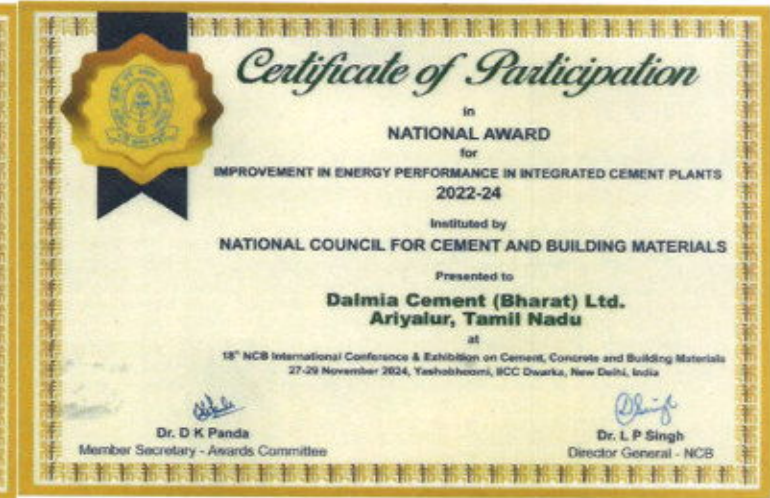 Certificate of Participation
in
NATIONAL AWARD
for
IMPROVEMENT IN ENERGY PERFORMANCE IN INTEGRATED CEMENT PLANTS
2022-24
Instituted by
NATIONAL COUNCIL FOR CEMENT AND BUILDING MATERIALS
Presented to
Dalmia Cement (Bharat) Ltd.
Ariyalur, Tamil Nadu
at
18th NCB International Conference & Exhibition on Cement, Concrete and Building Materials
27-29 November 2024, Yashobhoomi, IICC Dwarka, New Delhi, India
Dr. D K Panda
Member Secretary - Awards Committee
Dr. L P Singh
Director General - NCB